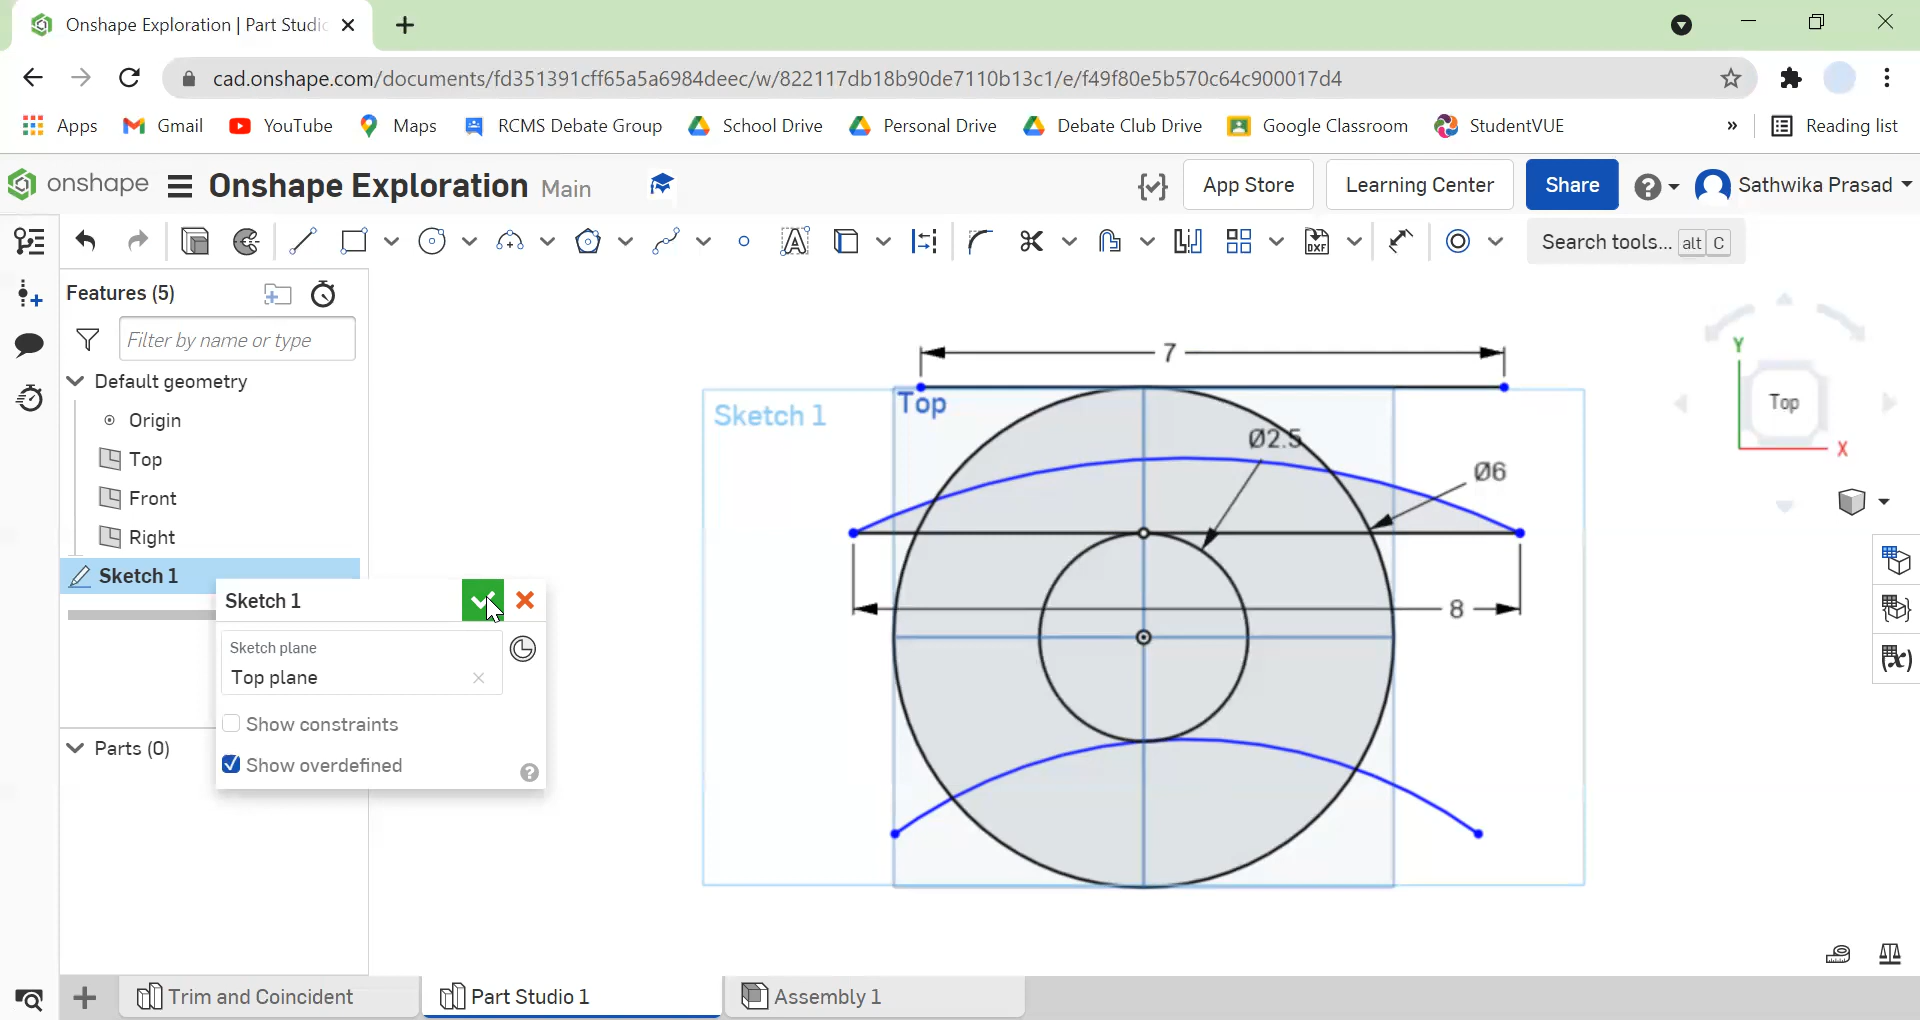 Onshape Exploration | Part Studio
cad.onshape.com/documents/fd351391cff65a5a6984deec/w/822117db18b90de7110b13c1/e/f49f80e5b570c64c900017d4
Apps Gmail YouTube Maps RCMS Debate Group School Drive Personal Drive Debate Club Drive Google Classroom StudentVUE » Reading list
onshape Onshape Exploration Main App Store Learning Center Share Sathwika Prasad
DXF Search tools... alt C
Features (5)
Filter by name or type
Default geometry
Origin
Top
Front
Right
Sketch 1
Sketch 1
Sketch plane
Top plane
Show constraints
Show overdefined
Parts (0)
7
Sketch 1
Top
Ø2.5
Ø6
8
Y
Top
X
(x)
Trim and Coincident Part Studio 1 Assembly 1